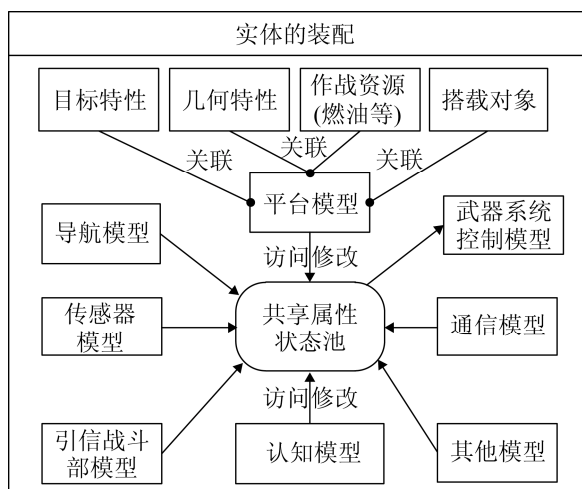 实体的装配
目标特性
几何特性
作战资源
(燃油等)
搭载对象
关联
关联
关联
平台模型
导航模型
武器系统
控制模型
访问修改
传感器
模型
共享属性
状态池
通信模型
访问修改
引信战斗
部模型
认知模型
其他模型